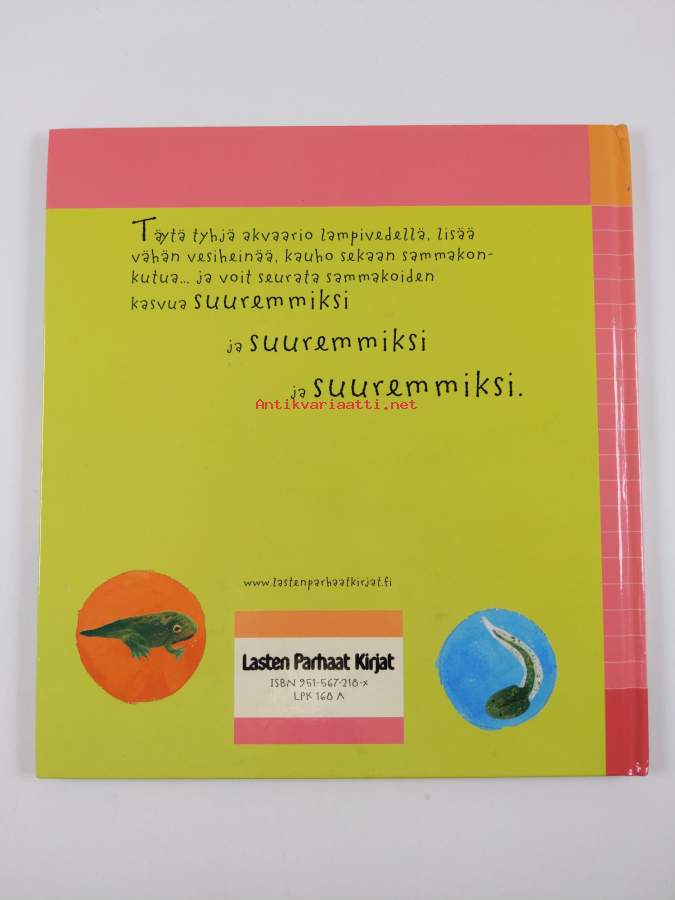 Täytä tyhjä akvaario lampivedellä, lisää
vähän vesiheinää, kauho sekaan sammakon-
kutua... ja voit seurata sammakoiden
kasvua suuremmiksi
ja suuremmiksi
ja suuremmiksi.
Antikvariaatti.net
www.lastenparhaatkirjat.fi
Lasten Parhaat Kirjat
ISBN 951-567-218-x
LPK 168 A